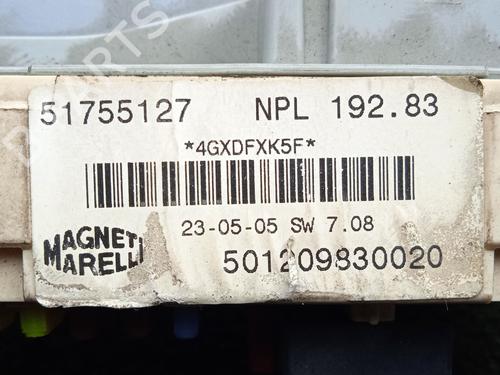 51755127 NPL 192.83
*4GXDFXK5F*
23-05-05 SW 7.08
MAGNETI
MARELLI
501209830020